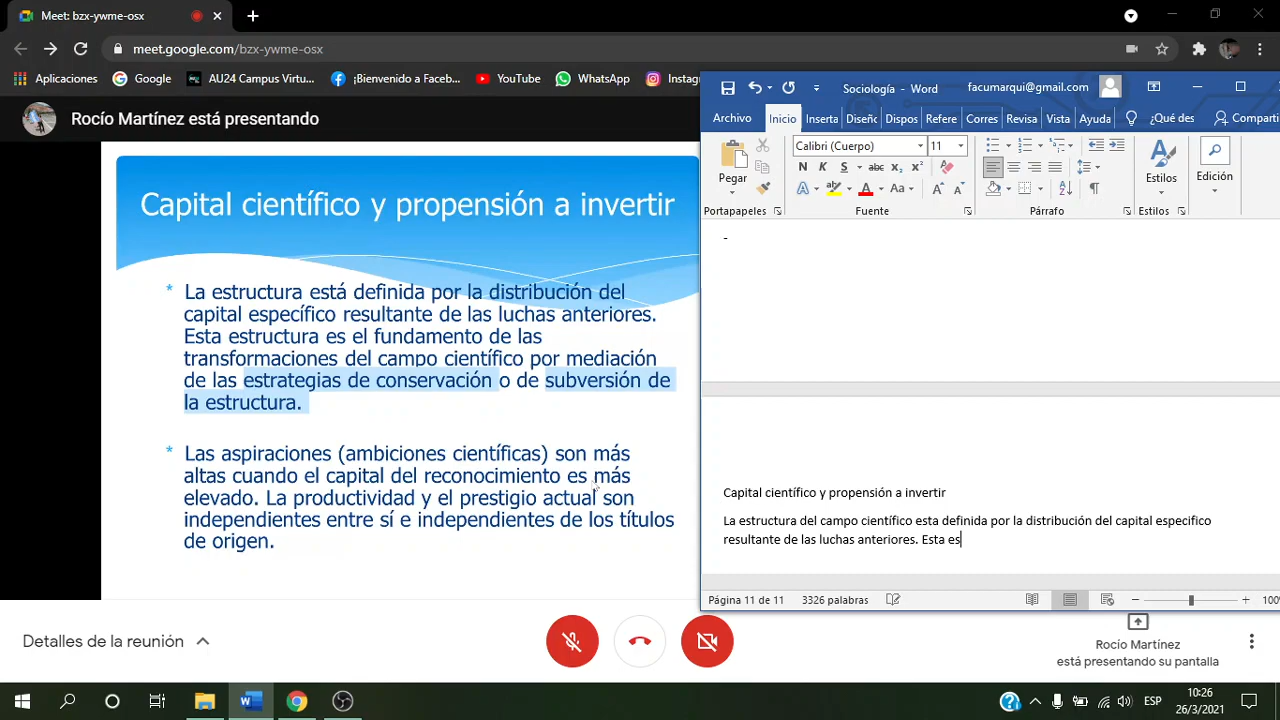 Meet: bzx-ywme-osx
meet.google.com/bzx-ywme-osx
Aplicaciones
Google
AU24 Campus Virtu...
¡Bienvenido a Faceb...
YouTube
WhatsApp
Instag
Rocío Martínez está presentando
Capital científico y propensión a invertir
* La estructura está definida por la distribución del
capital específico resultante de las luchas anteriores.
Esta estructura es el fundamento de las
transformaciones del campo científico por mediación
de las estrategias de conservación o de subversión de
la estructura.
* Las aspiraciones (ambiciones científicas) son más
altas cuando el capital del reconocimiento es más
elevado. La productividad y el prestigio actual son
independientes entre sí e independientes de los títulos
de origen.
Sociología - Word
facumarqui@gmail.com
Archivo Inicio Inserta Diseñ Dispos Refere Corres Revisa Vista Ayuda ¿Qué des Comparti
Calibri (Cuerpo) 11
N K S abc x₂ x²
A A Aa A A
Pegar
Estilos
Edición
Portapapeles Fuente Párrafo Estilos
-
Capital científico y propensión a invertir
La estructura del campo científico esta definida por la distribución del capital especifico
resultante de las luchas anteriores. Esta es
Página 11 de 11 3326 palabras 100
Detalles de la reunión
Rocío Martínez
está presentando su pantalla
ESP
10:26
26/3/2021